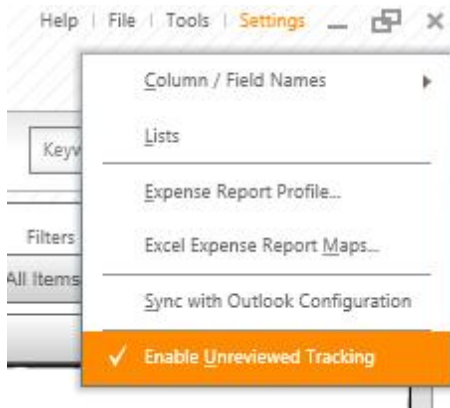 Help | File | Tools | Settings
Column / Field Names
Lists
Keyw
Expense Report Profile...
Filters
Excel Expense Report Maps...
All Items
Sync with Outlook Configuration
✓ Enable Unreviewed Tracking